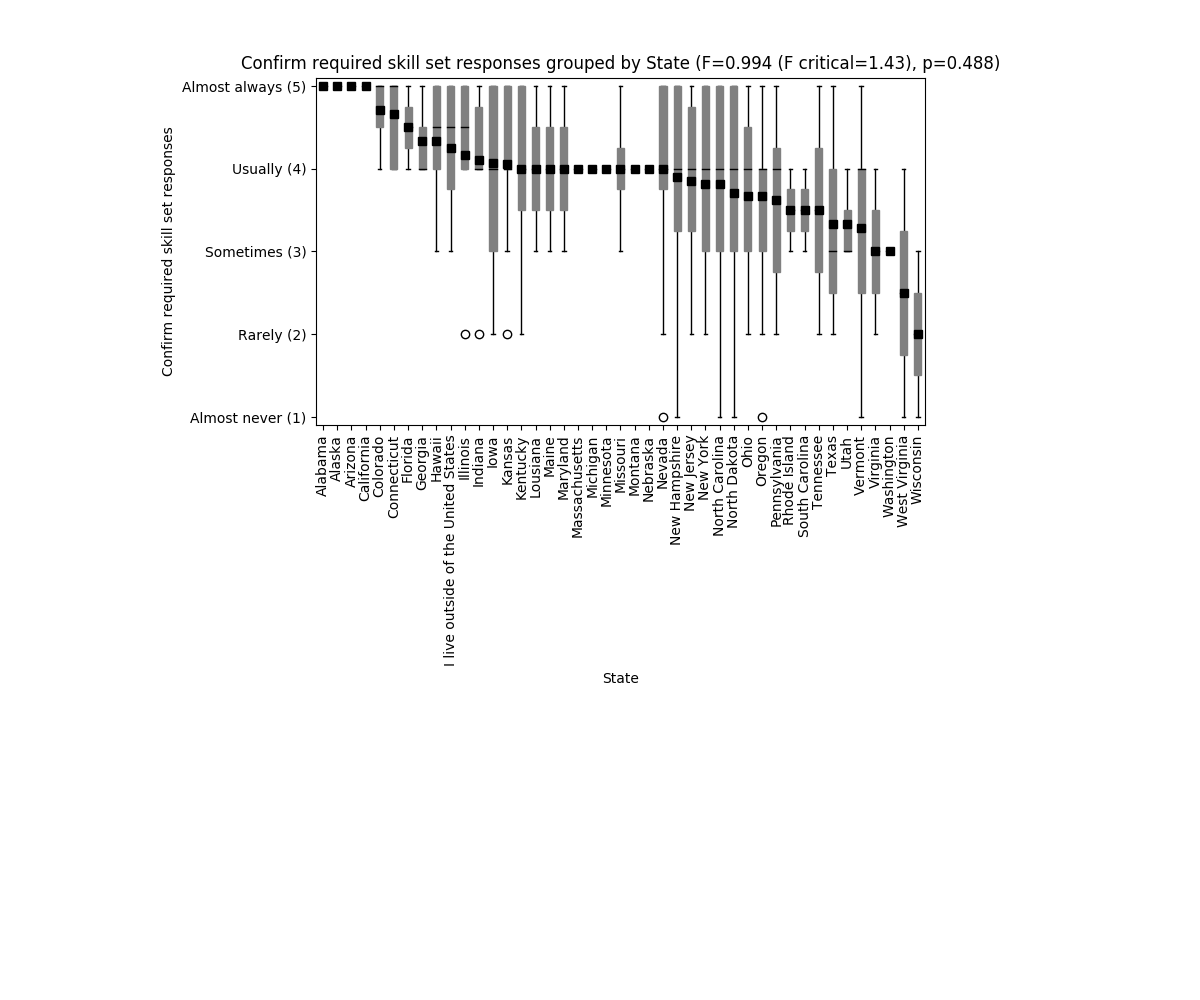 Confirm required skill set responses grouped by State (F=0.994 (F critical=1.43), p=0.488)
Confirm required skill set responses
Almost always (5)
Usually (4)
Sometimes (3)
Rarely (2)
Almost never (1)
Alabama
Alaska
Arizona
California
Colorado
Connecticut
Florida
Georgia
Hawaii
I live outside of the United States
Illinois
Indiana
Iowa
Kansas
Kentucky
Lousiana
Maine
Maryland
Massachusetts
Michigan
Minnesota
Missouri
Montana
Nebraska
Nevada
New Hampshire
New Jersey
New York
North Carolina
North Dakota
Ohio
Oregon
Pennsylvania
Rhode Island
South Carolina
Tennessee
Texas
Utah
Vermont
Virginia
Washington
West Virginia
Wisconsin
State